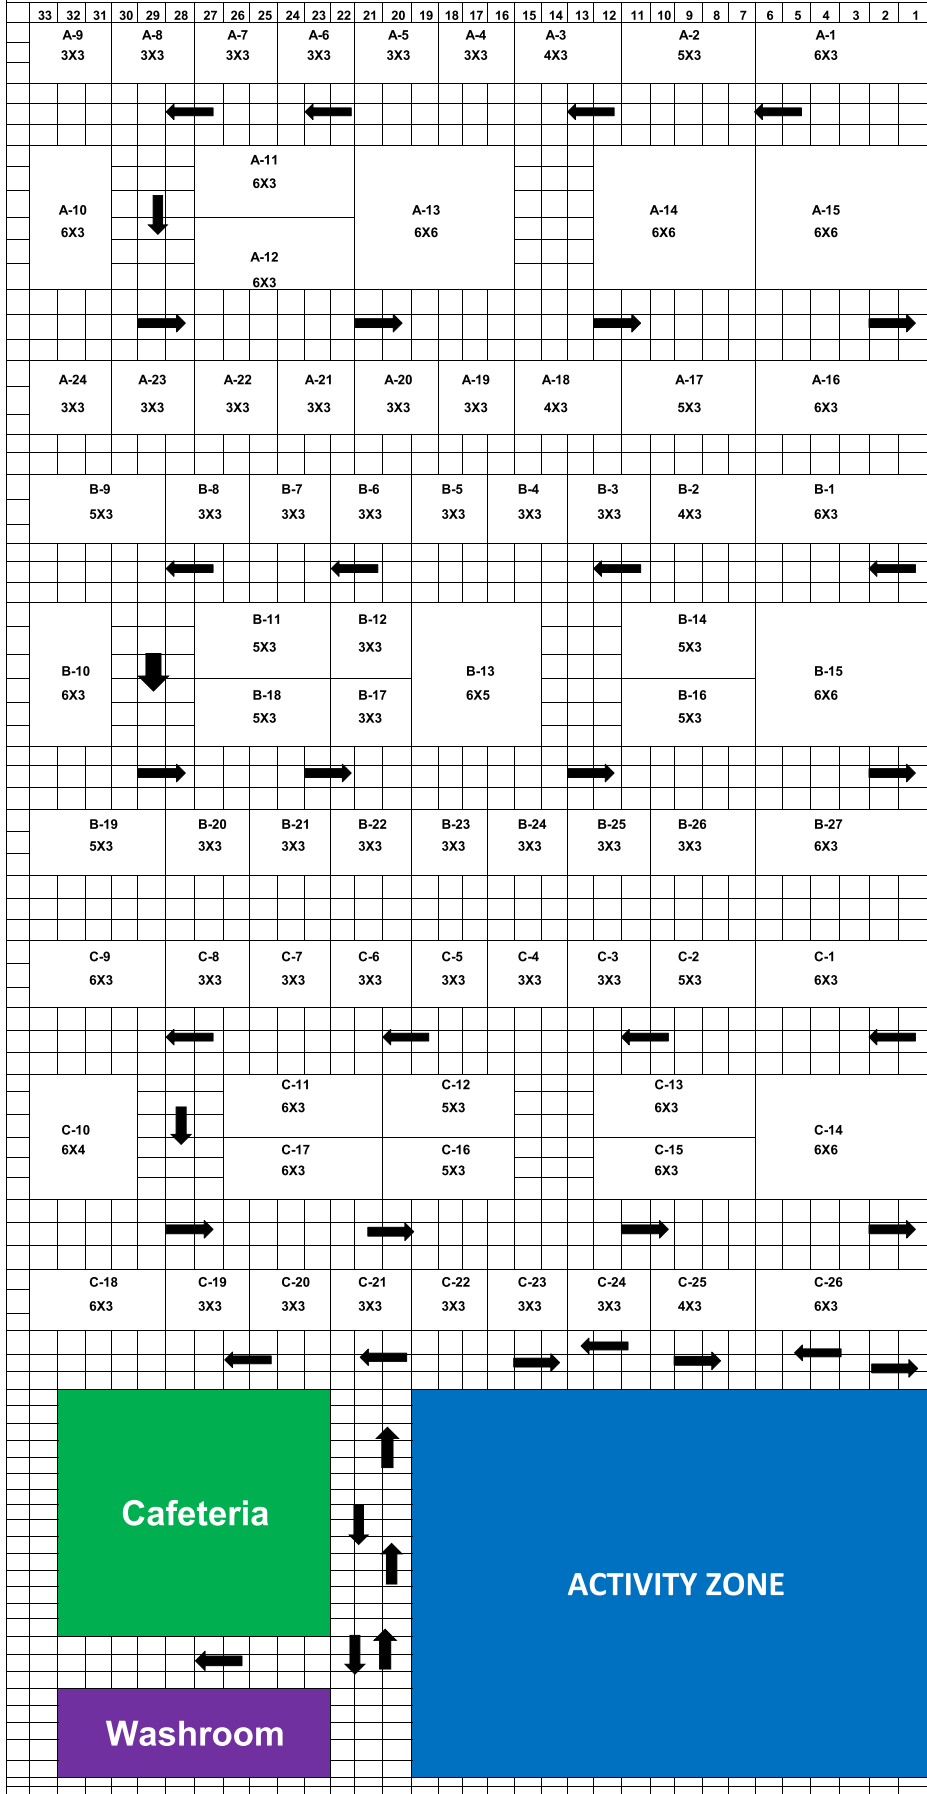 33 32 31 30 29 28 27 26 25 24 23 22 21 20 19 18 17 16 15 14 13 12 11 10 9 8 7 6 5 4 3 2 1
A-9 A-8 A-7 A-6 A-5 A-4 A-3 A-2 A-1
3X3 3X3 3X3 3X3 3X3 3X3 4X3 5X3 6X3
A-11
6X3
A-10 A-13 A-14 A-15
6X3 6X6 6X6 6X6
A-12
6X3
A-24 A-23 A-22 A-21 A-20 A-19 A-18 A-17 A-16
3X3 3X3 3X3 3X3 3X3 3X3 4X3 5X3 6X3
B-9 B-8 B-7 B-6 B-5 B-4 B-3 B-2 B-1
5X3 3X3 3X3 3X3 3X3 3X3 3X3 4X3 6X3
B-11 B-12 B-14
5X3 3X3 5X3
B-10 B-13 B-15
6X3 6X5 6X6
B-18 B-17 B-16
5X3 3X3 5X3
B-19 B-20 B-21 B-22 B-23 B-24 B-25 B-26 B-27
5X3 3X3 3X3 3X3 3X3 3X3 3X3 3X3 6X3
C-9 C-8 C-7 C-6 C-5 C-4 C-3 C-2 C-1
6X3 3X3 3X3 3X3 3X3 3X3 3X3 5X3 6X3
C-11 C-12 C-13
6X3 5X3 6X3
C-10 C-14
6X4 6X6
C-17 C-16 C-15
6X3 5X3 6X3
C-18 C-19 C-20 C-21 C-22 C-23 C-24 C-25 C-26
6X3 3X3 3X3 3X3 3X3 3X3 3X3 4X3 6X3
Cafeteria
ACTIVITY ZONE
Washroom